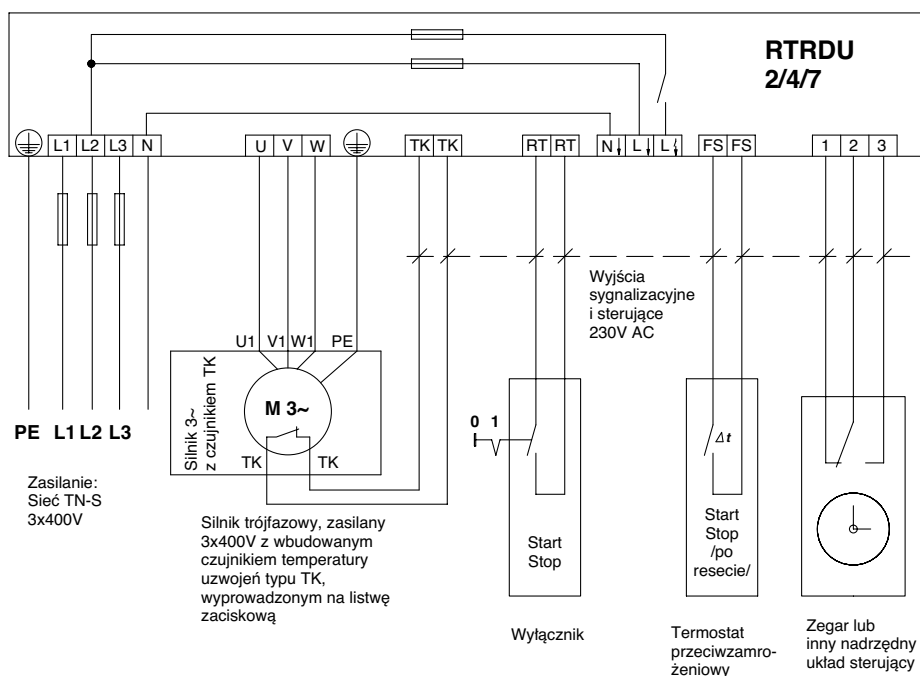 RTRDU
2/4/7
L1 L2 L3 N U V W TK TK RT RT N L L FS FS 1 2 3
Wyjścia
sygnalizacyjne
i sterujące
230V AC
U1 V1 W1 PE
Silnik 3~
z czujnikiem TK
M 3~
TK TK
PE L1 L2 L3
Zasilanie:
Sieć TN-S
3x400V
Silnik trójfazowy, zasilany
3x400V z wbudowanym
czujnikiem temperatury
uzwojeń typu TK,
wyprowadzonym na listwę
zaciskową
0 1
Start
Stop
Wyłącznik
Δt
Start
Stop
/po
resecie/
Termostat
przeciwzamro-
żeniowy
Zegar lub
inny nadrzędny
układ sterujący